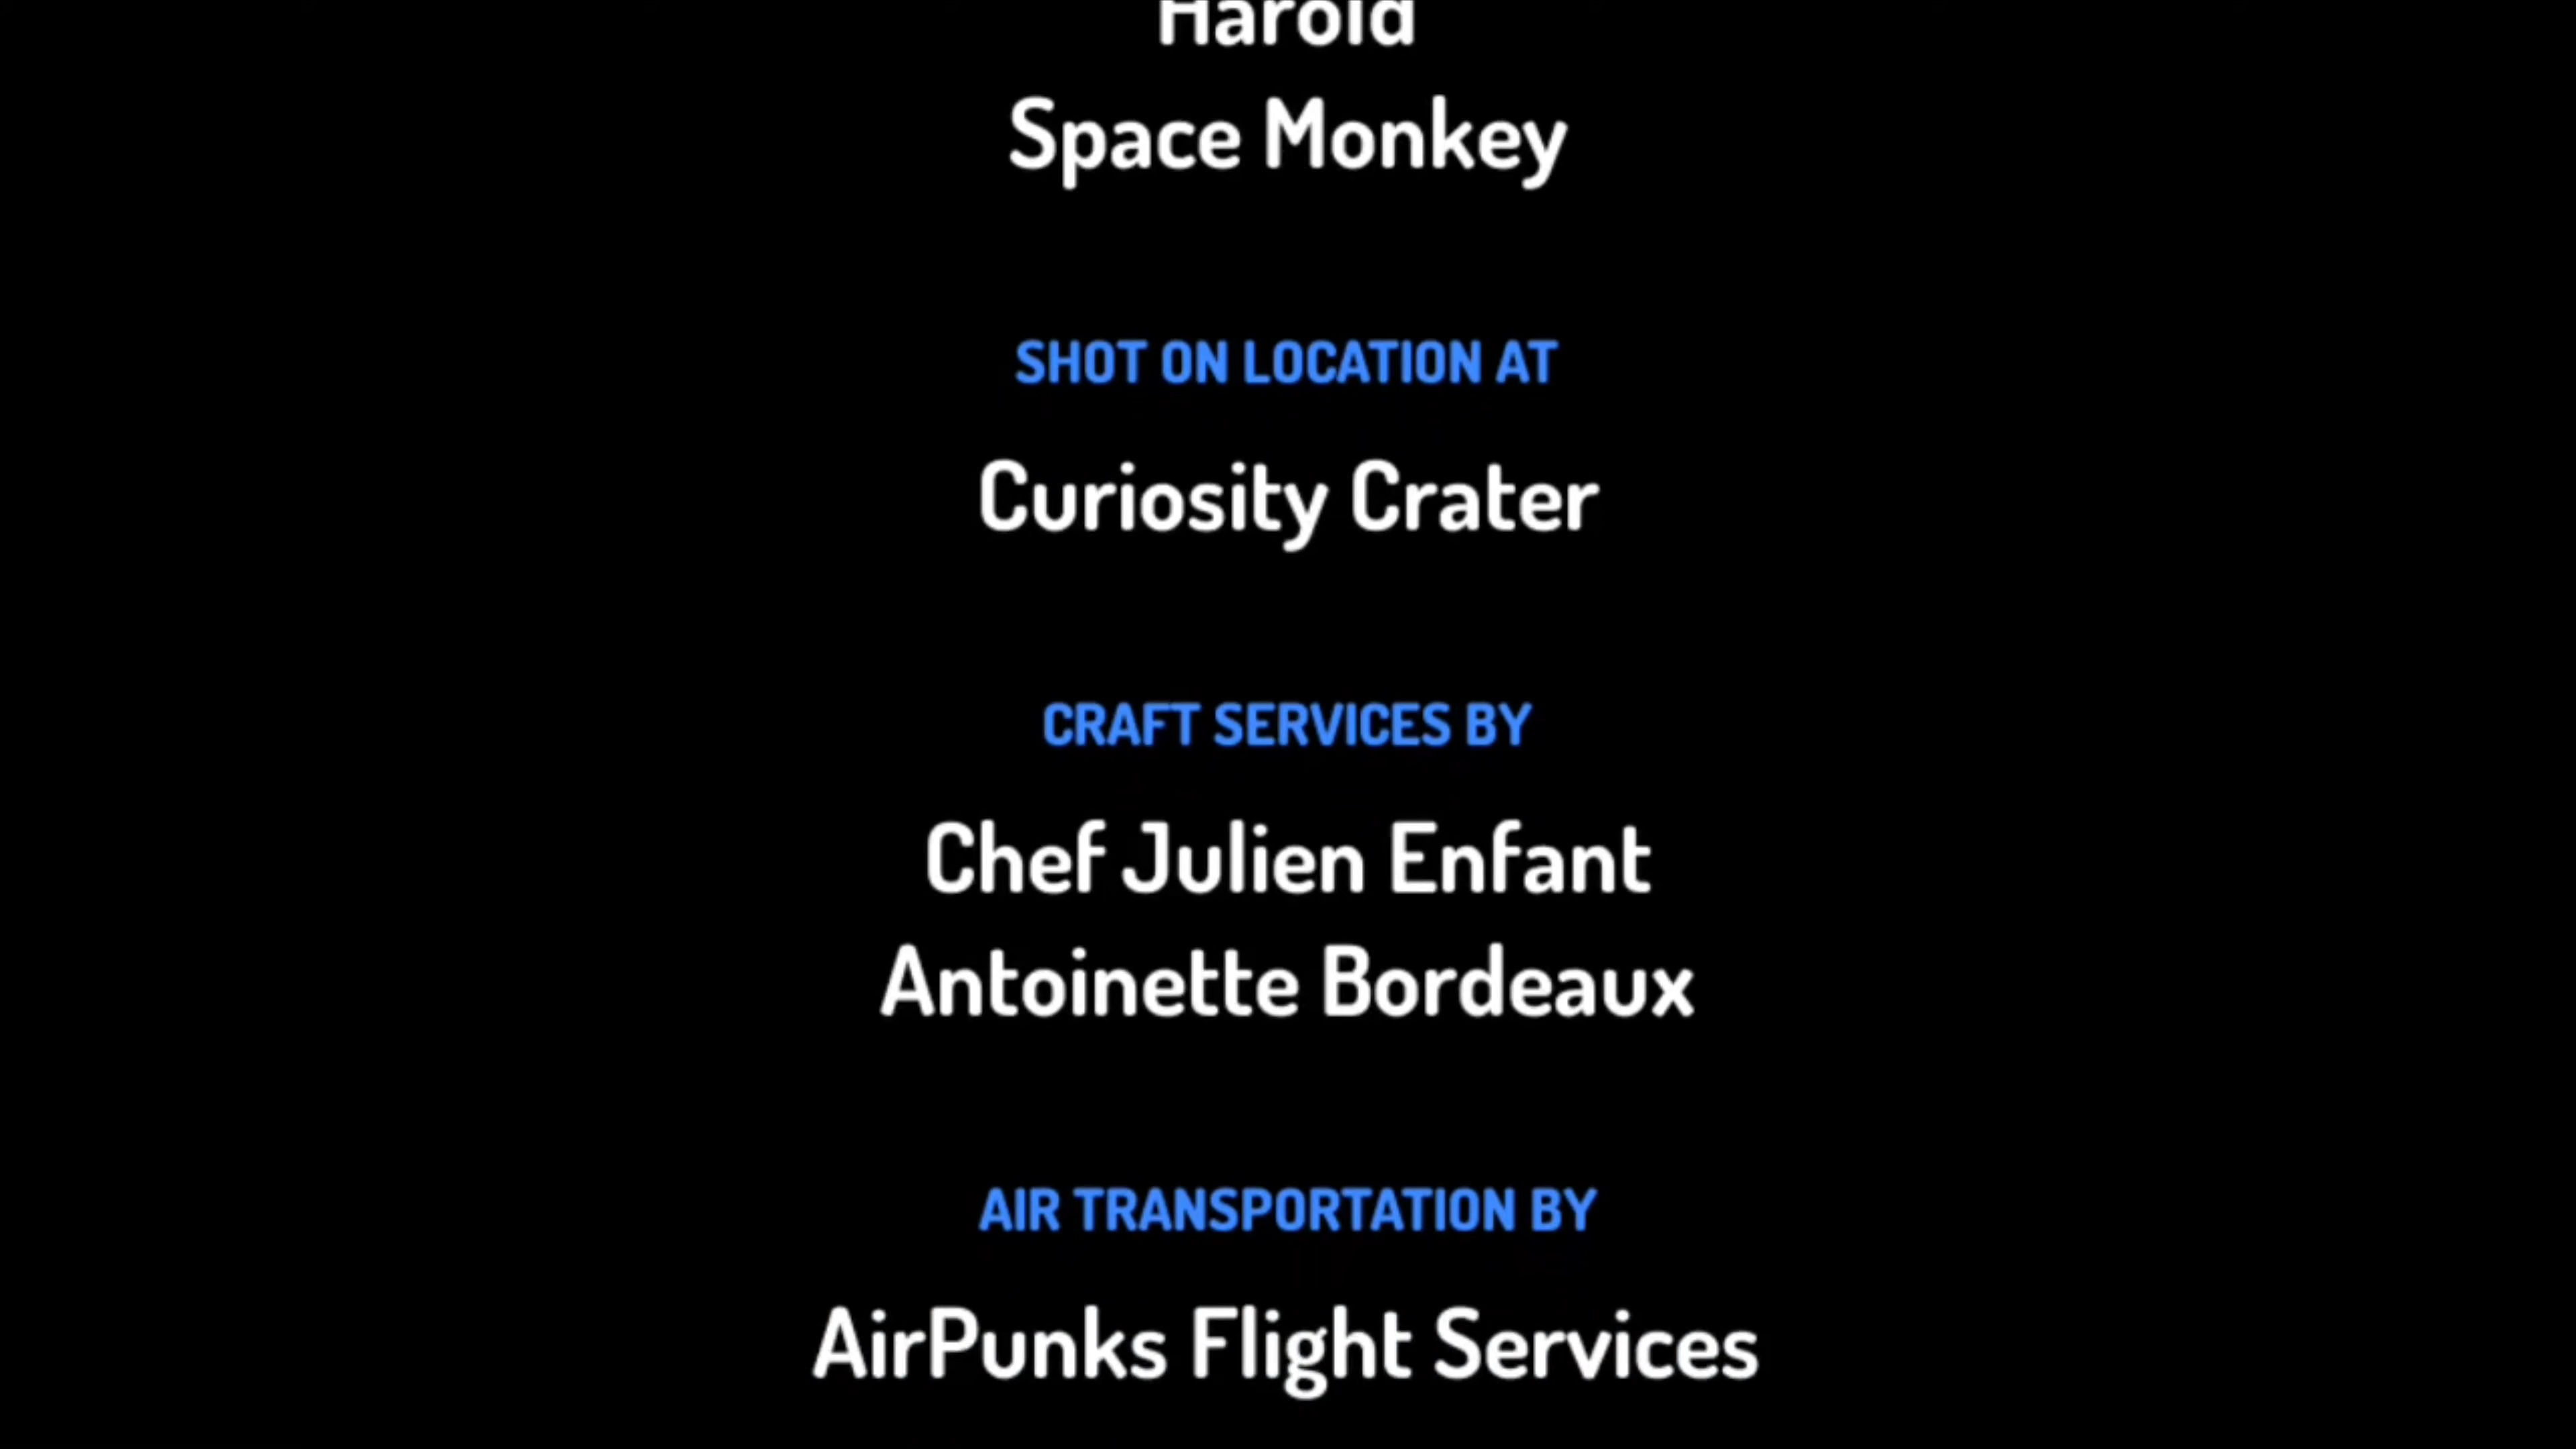 Harold
Space Monkey
SHOT ON LOCATION AT
Curiosity Crater
CRAFT SERVICES BY
Chef Julien Enfant
Antoinette Bordeaux
AIR TRANSPORTATION BY
AirPunks Flight Services